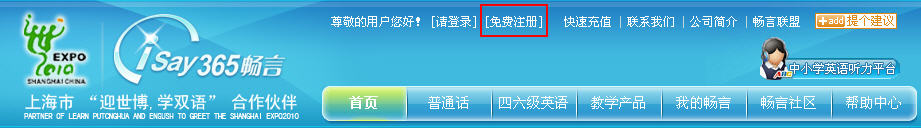 尊敬的用户您好! [请登录] [免费注册] 快速充值 | 联系我们 | 公司简介 | 畅言联盟 add 提个建议
EXPO
2010
SHANGHAI CHINA
iSay365畅言
中小学英语听力平台
上海市 “迎世博,学双语” 合作伙伴
PARTNER OF LEARN PUTCNGHUA AND ENGLISH TO GREET THE SHANGHAI EXPO2010
首页 普通话 四六级英语 教学产品 我的畅言 畅言社区 帮助中心